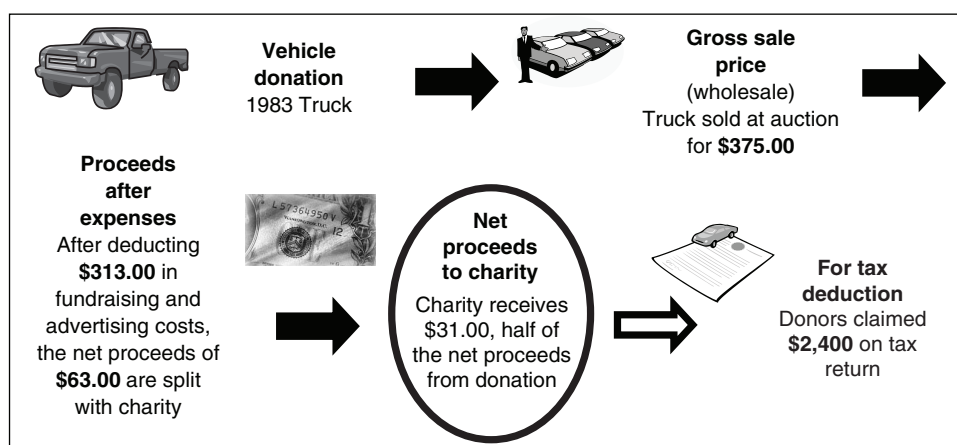 Vehicle
donation
1983 Truck
Gross sale
price
(wholesale)
Truck sold at auction
for $375.00
Proceeds
after
expenses
After deducting
$313.00 in
fundraising and
advertising costs,
the net proceeds of
$63.00 are split
with charity
L57364950V
12
Net
proceeds
to charity
Charity receives
$31.00, half of
the net proceeds
from donation
For tax
deduction
Donors claimed
$2,400 on tax
return